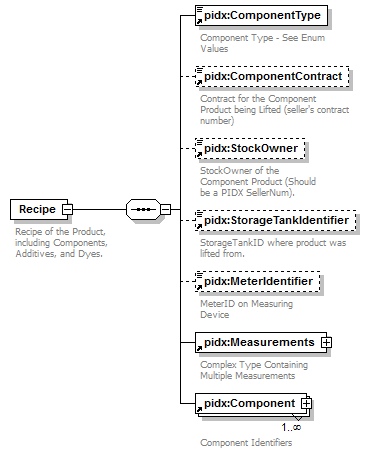 pidx:ComponentType
Component Type - See Enum
Values
pidx:ComponentContract
Contract for the Component
Product being Lifted (seller's contract
number)
pidx:StockOwner
StockOwner of the
Component Product (Should
be a PIDX SellerNum).
Recipe
Recipe of the Product,
including Components,
Additives, and Dyes.
pidx:StorageTankIdentifier
StorageTankID where product was
lifted from.
pidx:MeterIdentifier
MeterID on Measuring
Device
pidx:Measurements
Complex Type Containing
Multiple Measurements
pidx:Component
1..∞
Component Identifiers